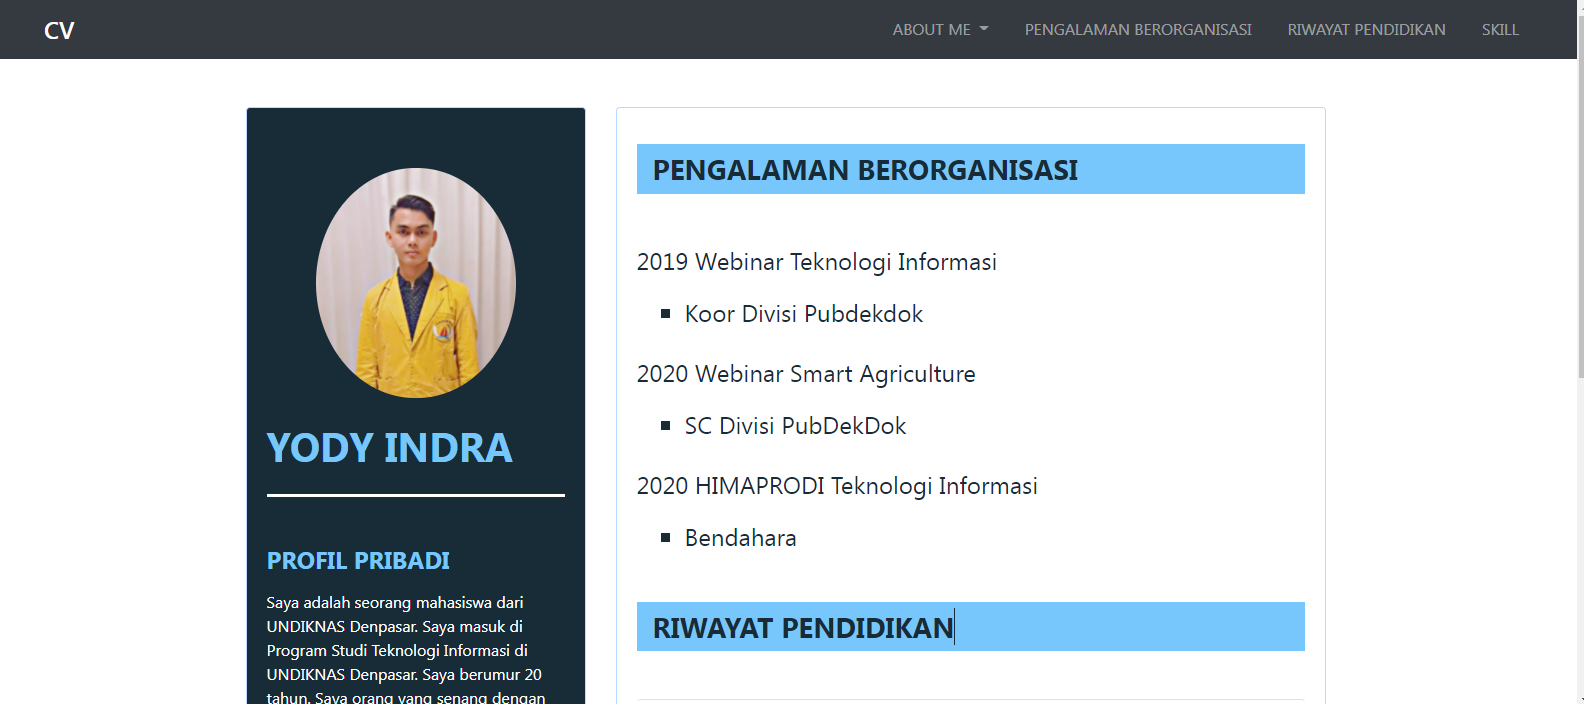 CV
ABOUT ME
PENGALAMAN BERORGANISASI
RIWAYAT PENDIDIKAN
SKILL
YODY INDRA
PROFIL PRIBADI
Saya adalah seorang mahasiswa dari
UNDIKNAS Denpasar. Saya masuk di
Program Studi Teknologi Informasi di
UNDIKNAS Denpasar. Saya berumur 20
tahun. Saya orang yang senang dengan
PENGALAMAN BERORGANISASI
2019 Webinar Teknologi Informasi
Koor Divisi Pubdekdok
2020 Webinar Smart Agriculture
SC Divisi PubDekDok
2020 HIMAPRODI Teknologi Informasi
Bendahara
RIWAYAT PENDIDIKAN